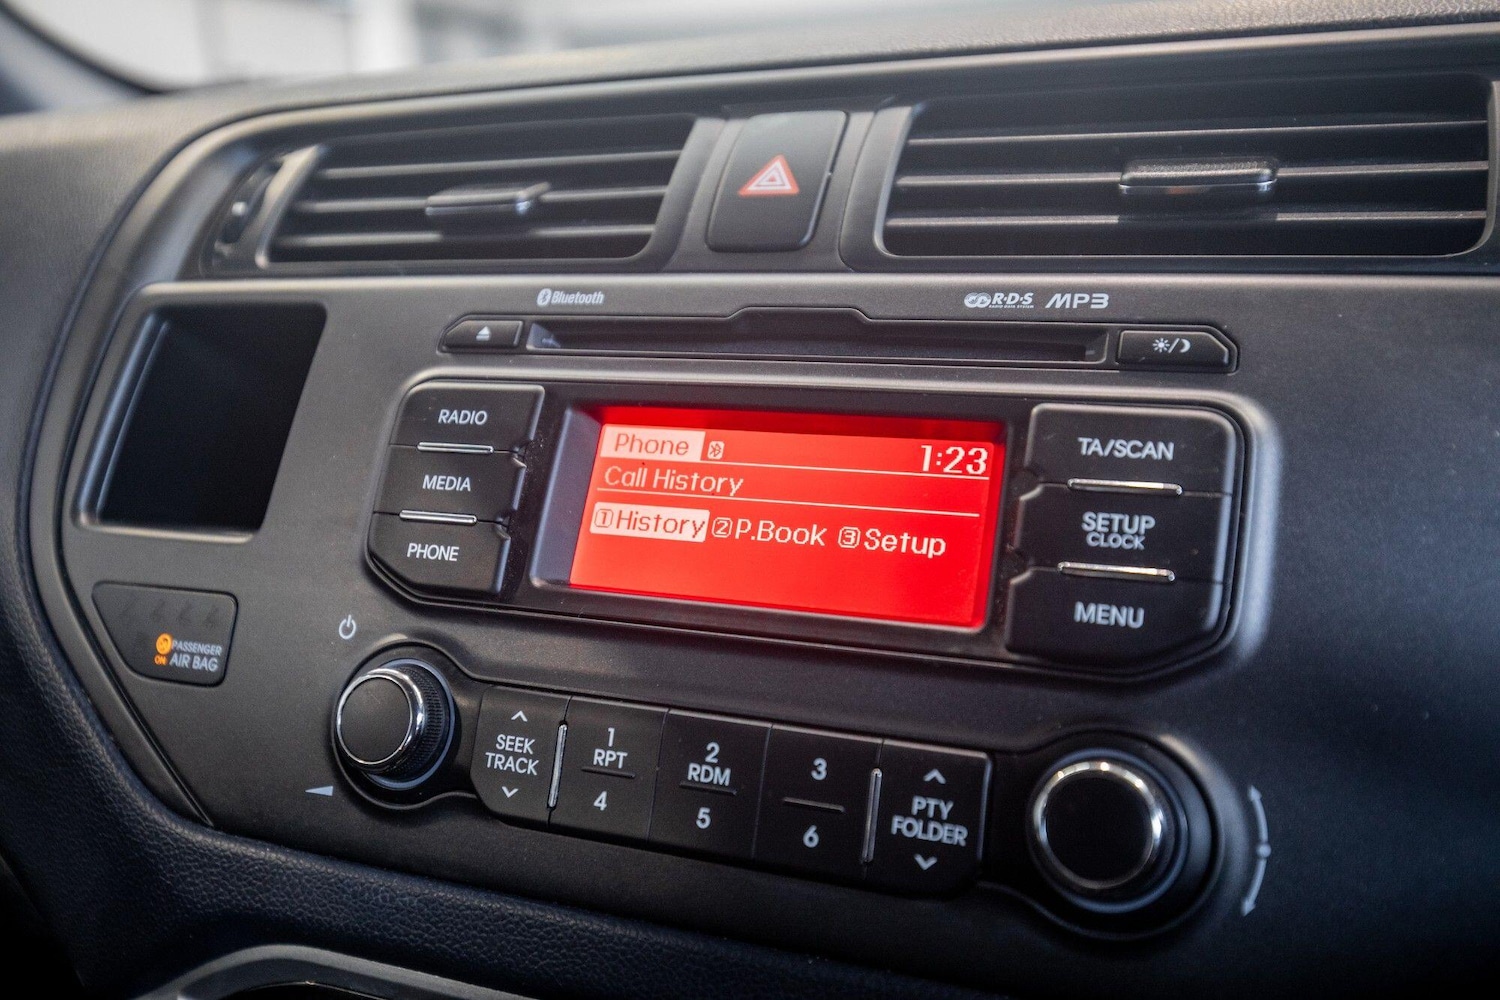 Bluetooth
R·D·S MP3
RADIO
MEDIA
PHONE
Phone 1:23
Call History
1 History 2 P.Book 3 Setup
TA/SCAN
SETUP
CLOCK
MENU
PASSENGER
ON AIR BAG
SEEK
TRACK
1
RPT
4
2
RDM
5
3
6
PTY
FOLDER